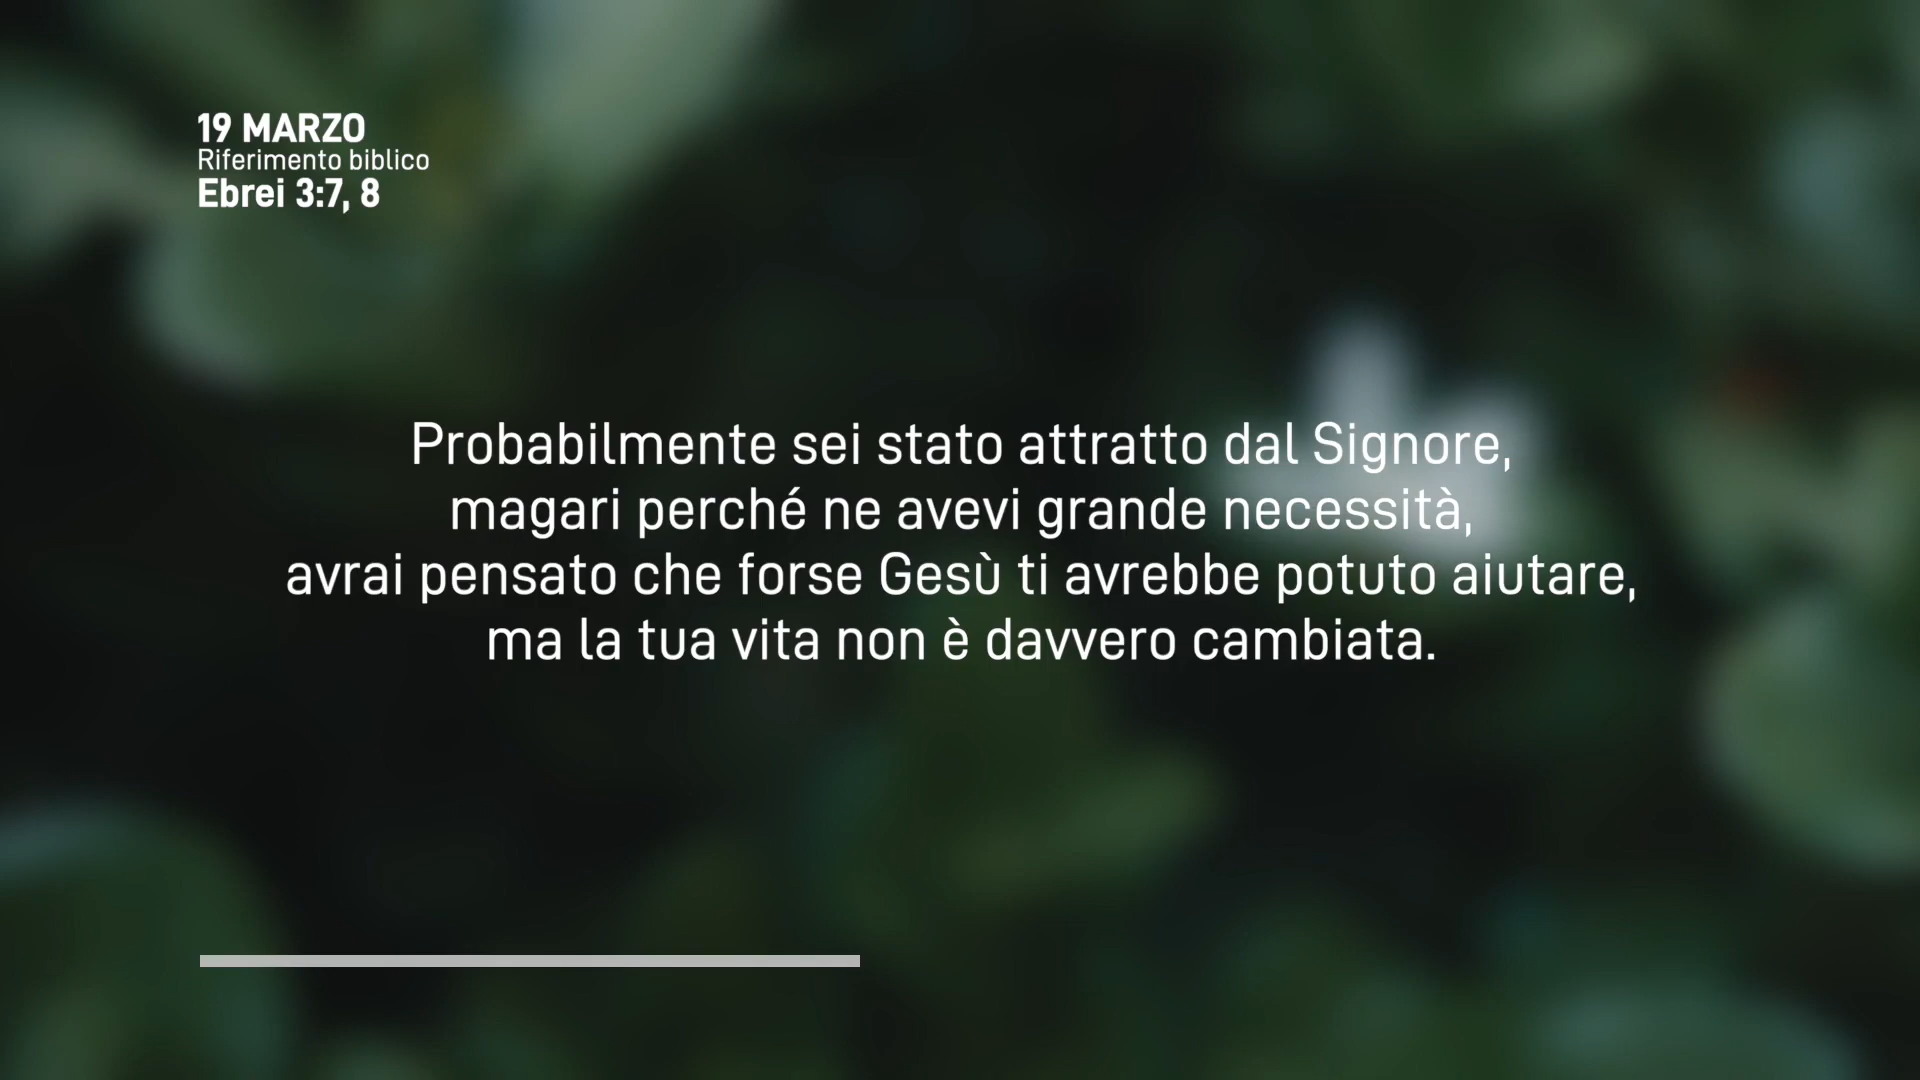 19 MARZO
Riferimento biblico
Ebrei 3:7, 8
Probabilmente sei stato attratto dal Signore,
magari perché ne avevi grande necessità,
avrai pensato che forse Gesù ti avrebbe potuto aiutare,
ma la tua vita non è davvero cambiata.